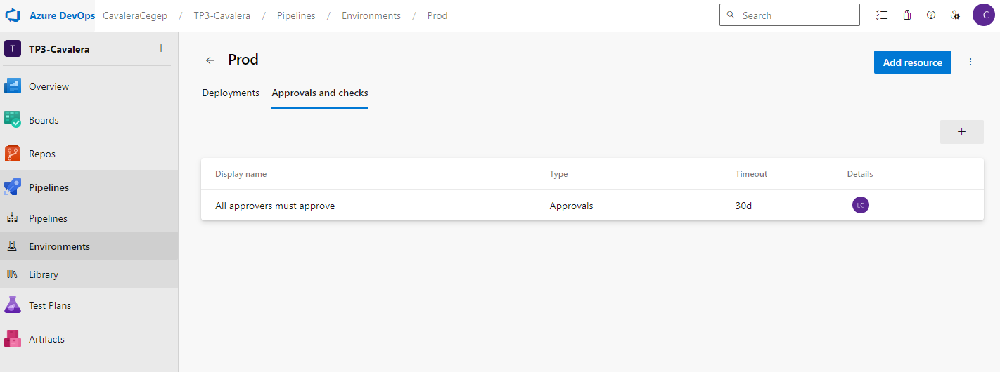 Azure DevOps CavaleraCegep / TP3-Cavalera / Pipelines / Environments / Prod Search LC
T TP3-Cavalera +
Overview
Boards
Repos
Pipelines
Pipelines
Environments
Library
Test Plans
Artifacts
Prod
Add resource
Deployments Approvals and checks
+
Display name Type Timeout Details
All approvers must approve Approvals 30d LC